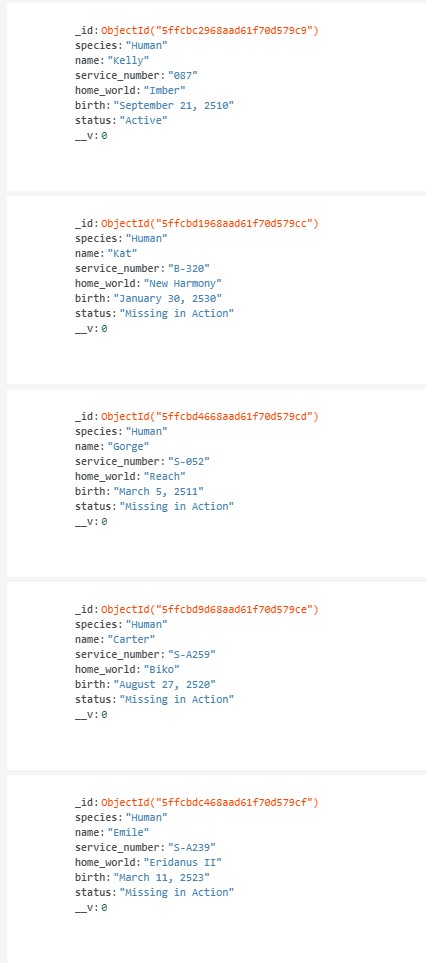 _id: ObjectId("5ffcbc2968aad61f70d579c9")
species: "Human"
name: "Kelly"
service_number: "087"
home_world: "Imber"
birth: "September 21, 2510"
status: "Active"
__v: 0
_id: ObjectId("5ffcbd1968aad61f70d579cc")
species: "Human"
name: "Kat"
service_number: "B-320"
home_world: "New Harmony"
birth: "January 30, 2530"
status: "Missing in Action"
__v: 0
_id: ObjectId("5ffcbd4668aad61f70d579cd")
species: "Human"
name: "Gorge"
service_number: "S-052"
home_world: "Reach"
birth: "March 5, 2511"
status: "Missing in Action"
__v: 0
_id: ObjectId("5ffcbd9d68aad61f70d579ce")
species: "Human"
name: "Carter"
service_number: "S-A259"
home_world: "Biko"
birth: "August 27, 2520"
status: "Missing in Action"
__v: 0
_id: ObjectId("5ffcbdc468aad61f70d579cf")
species: "Human"
name: "Emile"
service_number: "S-A239"
home_world: "Eridanus II"
birth: "March 11, 2523"
status: "Missing in Action"
__v: 0